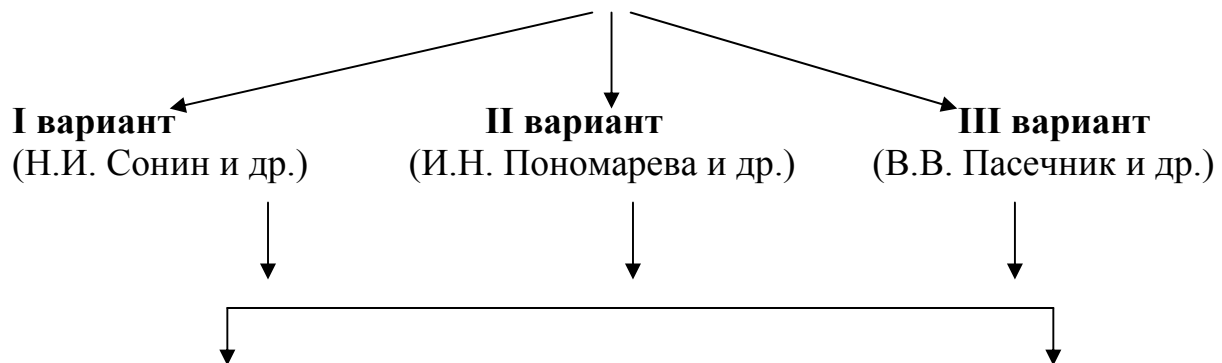 I вариант II вариант III вариант
(Н.И. Сонин и др.) (И.Н. Пономарева и др.) (В.В. Пасечник и др.)